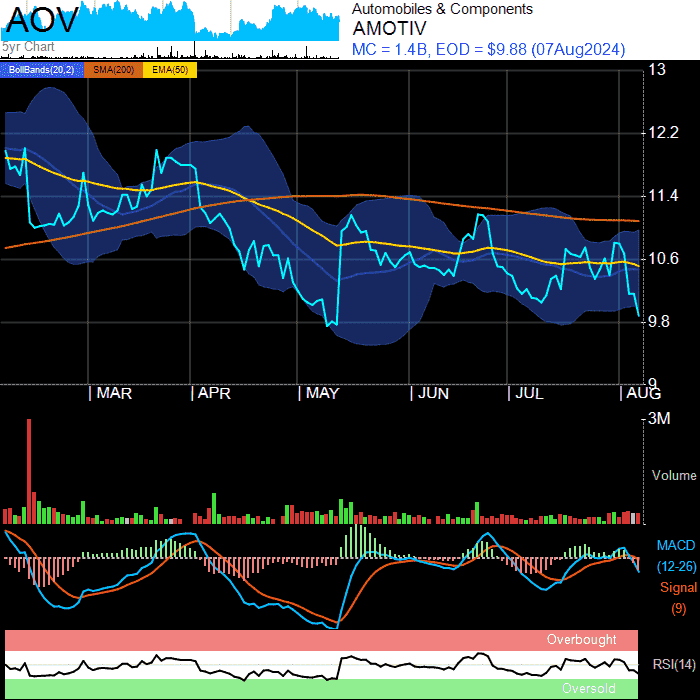 AOV
5yr Chart
Automobiles & Components
AMOTIV
MC = 1.4B, EOD = $9.88 (07Aug2024)
BollBands(20,2) SMA(200) EMA(50)
13
12.2
11.4
10.6
9.8
9
MAR APR MAY JUN JUL AUG
3M
Volume
MACD
(12-26)
Signal
(9)
Overbought
RSI(14)
Oversold